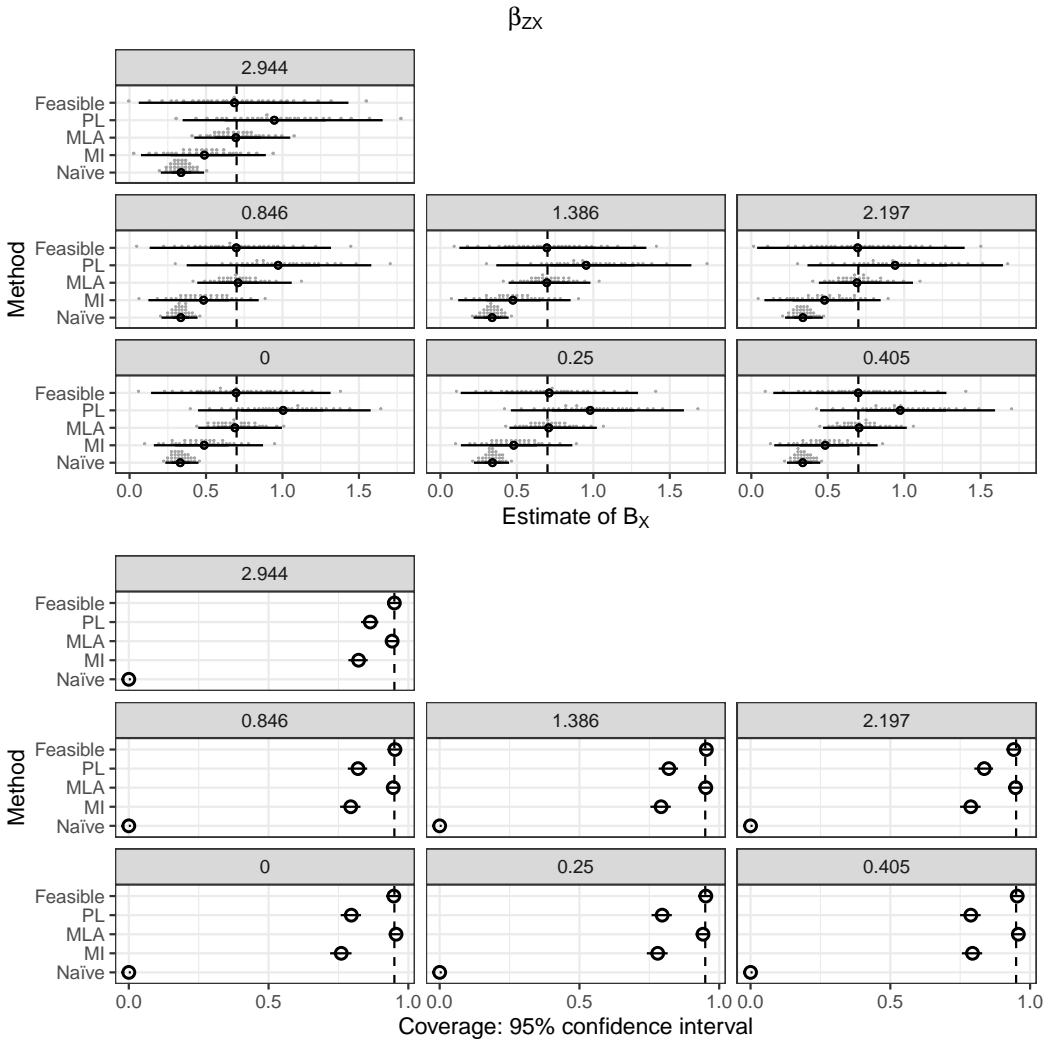 βZX
2.944
Feasible
PL
MLA
MI
Naïve
0.846 1.386 2.197
Feasible
PL
MLA
MI
Naïve
Method
0 0.25 0.405
Feasible
PL
MLA
MI
Naïve
0.0 0.5 1.0 1.5 0.0 0.5 1.0 1.5 0.0 0.5 1.0 1.5
Estimate of BX
2.944
Feasible
PL
MLA
MI
Naïve
0.846 1.386 2.197
Feasible
PL
MLA
MI
Naïve
Method
0 0.25 0.405
Feasible
PL
MLA
MI
Naïve
0.0 0.5 1.0 0.0 0.5 1.0 0.0 0.5 1.0
Coverage: 95% confidence interval